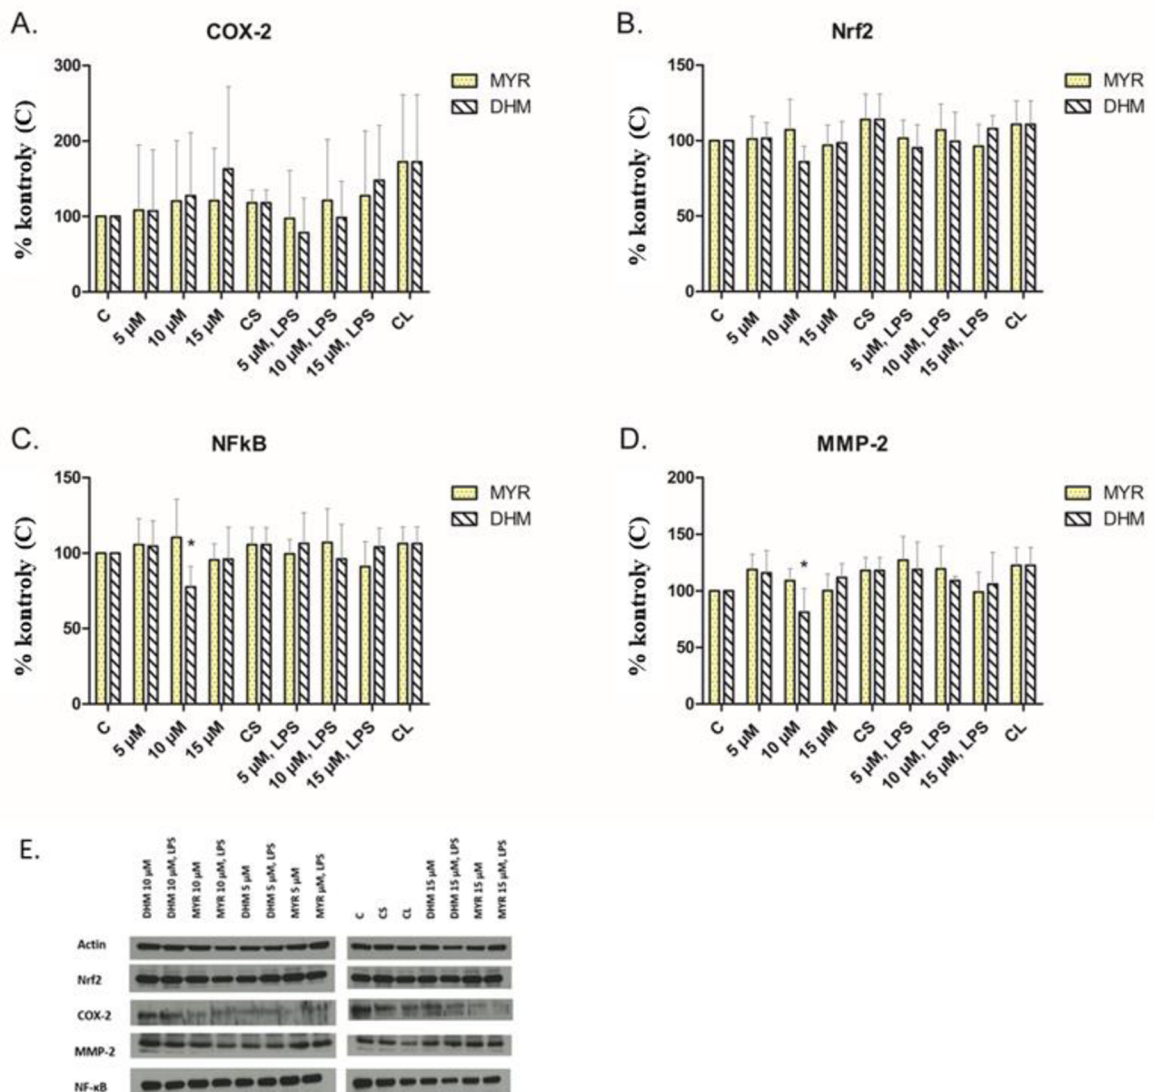 A.
COX-2
% kontroly (C)
300
200
100
0
C
5 µM
10 µM
15 µM
CS
5 µM, LPS
10 µM, LPS
15 µM, LPS
CL
MYR
DHM
B.
Nrf2
% kontroly (C)
150
100
50
0
C
5 µM
10 µM
15 µM
CS
5 µM, LPS
10 µM, LPS
15 µM, LPS
CL
MYR
DHM
C.
NFkB
% kontroly (C)
150
100
50
0
*
C
5 µM
10 µM
15 µM
CS
5 µM, LPS
10 µM, LPS
15 µM, LPS
CL
MYR
DHM
D.
MMP-2
% kontroly (C)
200
150
100
50
0
*
C
5 µM
10 µM
15 µM
CS
5 µM, LPS
10 µM, LPS
15 µM, LPS
CL
MYR
DHM
E.
DHM 10 µM
DHM 10 µM, LPS
MYR 10 µM
MYR 10 µM, LPS
DHM 5 µM
DHM 5 µM, LPS
MYR 5 µM
MYR µM, LPS
C
CS
CL
DHM 15 µM
DHM 15 µM, LPS
MYR 15 µM
MYR 15 µM, LPS
Actin
Nrf2
COX-2
MMP-2
NF-κB